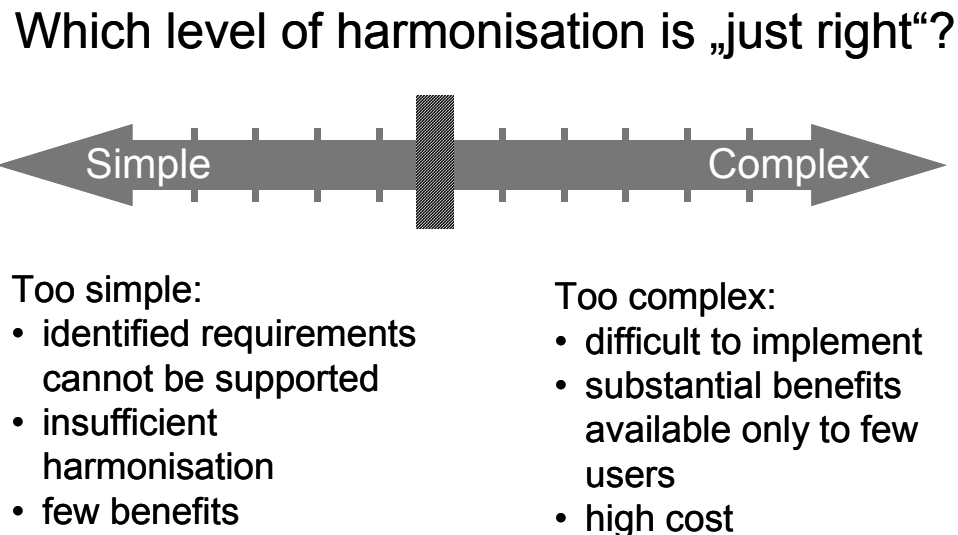 Which level of harmonisation is „just right“?
Simple
Complex
Too simple:
• identified requirements
cannot be supported
• insufficient
harmonisation
• few benefits
Too complex:
• difficult to implement
• substantial benefits
available only to few
users
• high cost